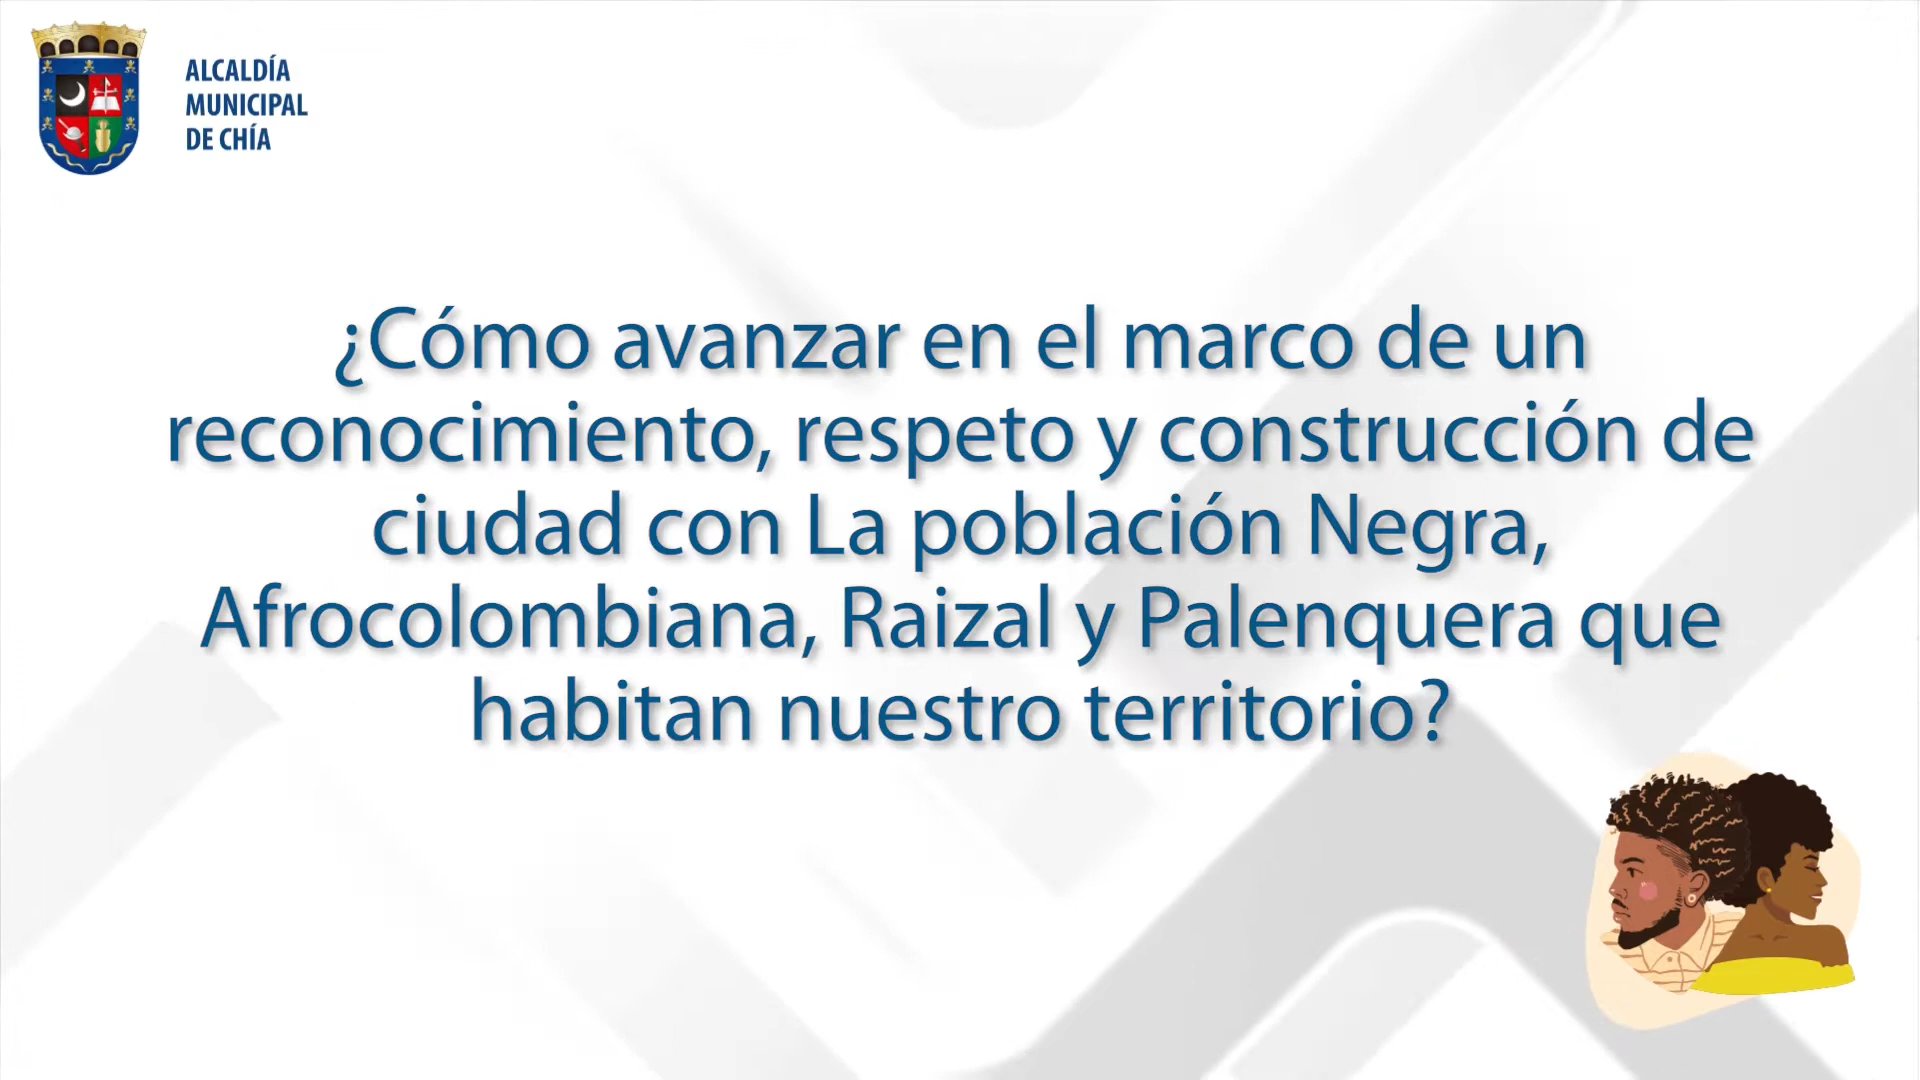 ALCALDÍA
MUNICIPAL
DE CHÍA
¿Cómo avanzar en el marco de un
reconocimiento, respeto y construcción de
ciudad con La población Negra,
Afrocolombiana, Raizal y Palenquera que
habitan nuestro territorio?